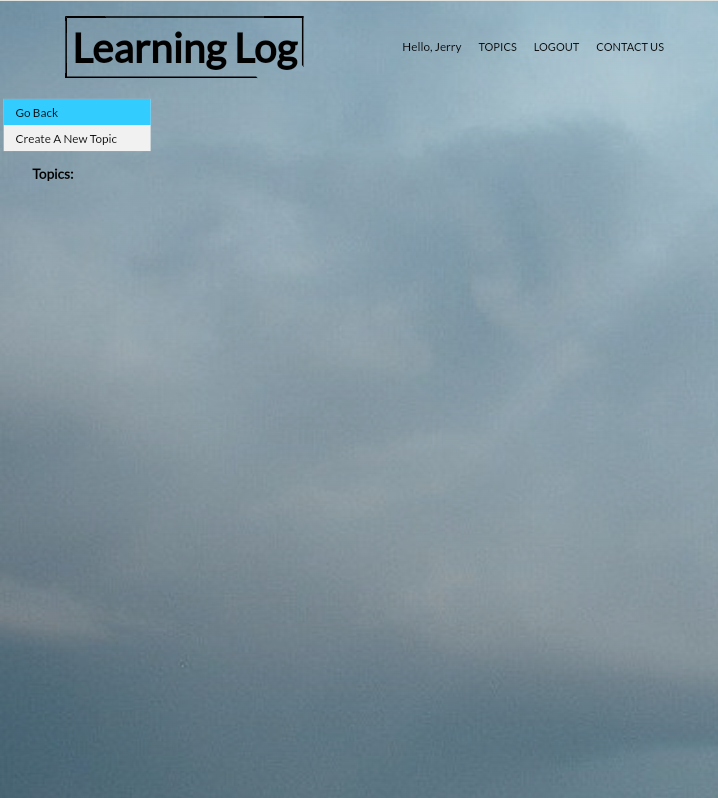 Learning Log
Hello, Jerry TOPICS LOGOUT CONTACT US
Go Back
Create A New Topic
Topics: